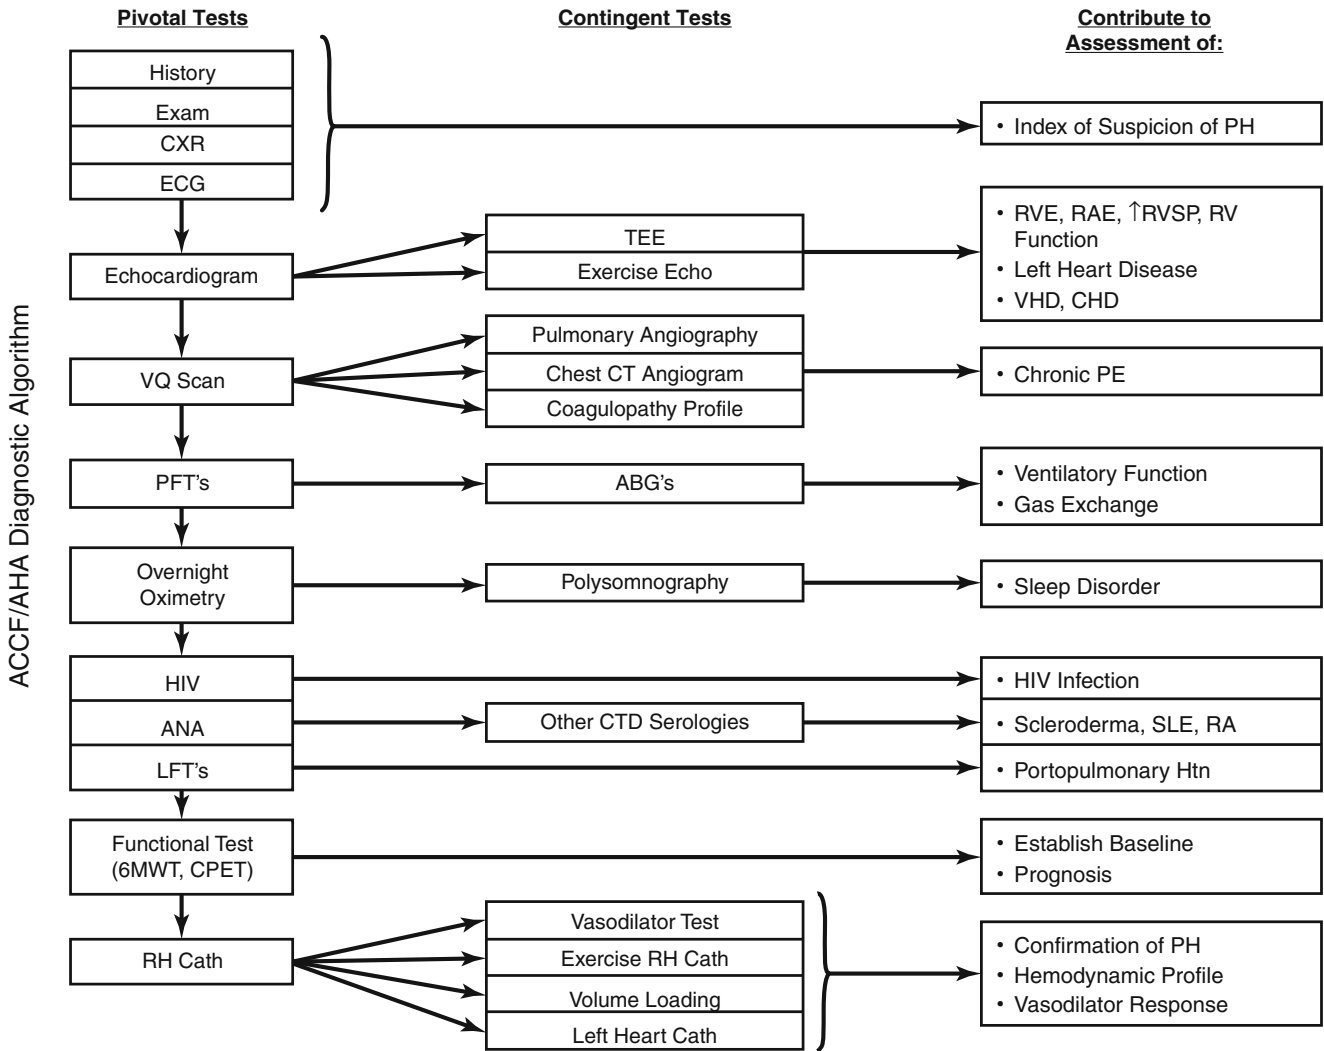 Pivotal Tests
Contingent Tests
Contribute to
Assessment of:
ACCF/AHA Diagnostic Algorithm
History
Exam
CXR
ECG
• Index of Suspicion of PH
Echocardiogram
TEE
Exercise Echo
• RVE, RAE, ↑RVSP, RV
Function
• Left Heart Disease
• VHD, CHD
VQ Scan
Pulmonary Angiography
Chest CT Angiogram
Coagulopathy Profile
• Chronic PE
PFT's
ABG's
• Ventilatory Function
• Gas Exchange
Overnight
Oximetry
Polysomnography
• Sleep Disorder
HIV
• HIV Infection
ANA
Other CTD Serologies
• Scleroderma, SLE, RA
LFT's
• Portopulmonary Htn
Functional Test
(6MWT, CPET)
• Establish Baseline
• Prognosis
RH Cath
Vasodilator Test
Exercise RH Cath
Volume Loading
Left Heart Cath
• Confirmation of PH
• Hemodynamic Profile
• Vasodilator Response